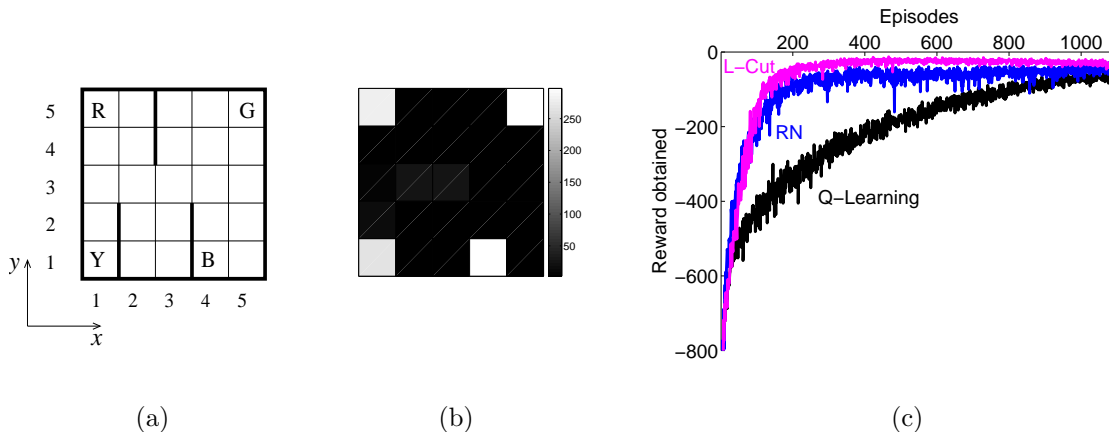 R
G
Y
B
5
4
3
2
1
1 2 3 4 5
y
x
(a)
250
200
150
100
50
(b)
Episodes
200 400 600 800 1000
0
−200
−400
−600
−800
Reward obtained
L−Cut
RN
Q−Learning
(c)